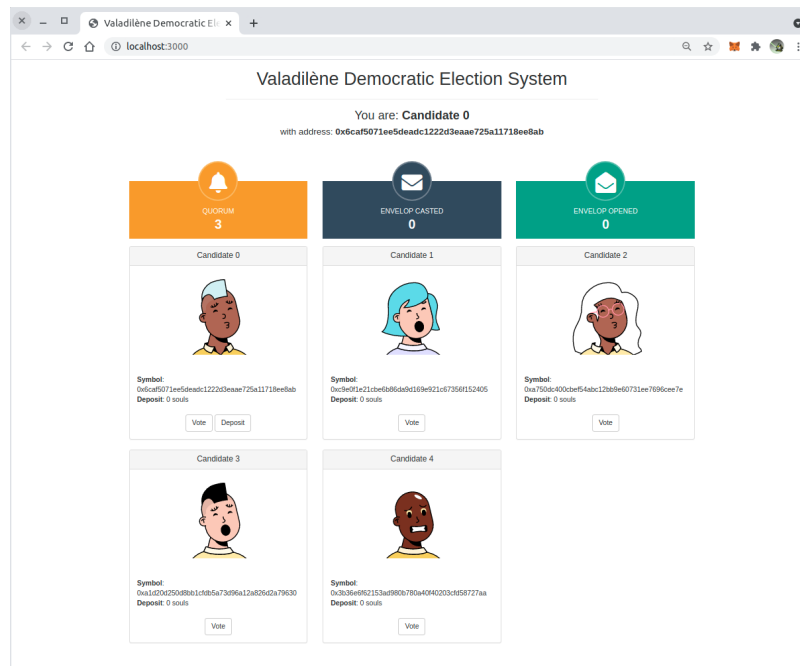 Valadilène Democratic Ele
localhost:3000
Valadilène Democratic Election System
You are: Candidate 0
with address: 0x6caf5071ee5deadc1222d3eaae725a11718ee8ab
QUORUM
3
ENVELOP CASTED
0
ENVELOP OPENED
0
Candidate 0
Symbol:
0x6caf5071ee5deadc1222d3eaae725a11718ee8ab
Deposit: 0 souls
Vote
Deposit
Candidate 1
Symbol:
0xc9e0f1e21cbe6b86da9d169e921c67356f152405
Deposit: 0 souls
Vote
Candidate 2
Symbol:
0xa750dc400cbef54abc12bb9e60731ee7696cee7e
Deposit: 0 souls
Vote
Candidate 3
Symbol:
0xa1d20d250d8bb1cfdb5a73d96a12a826d2a79630
Deposit: 0 souls
Vote
Candidate 4
Symbol:
0x3b36e6f62153ad980b780a40f40203cfd58727aa
Deposit: 0 souls
Vote